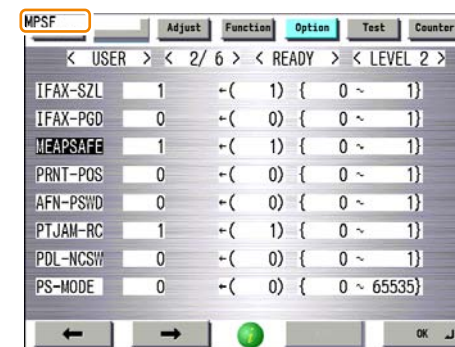 MPSF
Adjust Function Option Test Counter
< USER > < 2/ 6 > < READY > < LEVEL 2 >
IFAX-SZL 1 ←( 1) { 0 ~ 1}
IFAX-PGD 0 ←( 0) { 0 ~ 1}
MEAPSAFE 1 ←( 1) { 0 ~ 1}
PRNT-POS 0 ←( 0) { 0 ~ 1}
AFN-PSWD 0 ←( 0) { 0 ~ 1}
PTJAM-RC 1 ←( 1) { 0 ~ 1}
PDL-NCSW 0 ←( 0) { 0 ~ 1}
PS-MODE 0 ←( 0) { 0 ~ 65535}
← → i OK